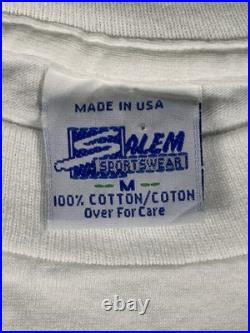 MADE IN USA
SALEM
SPORTSWEAR
- M -
100% COTTON/COTON
Over For Care